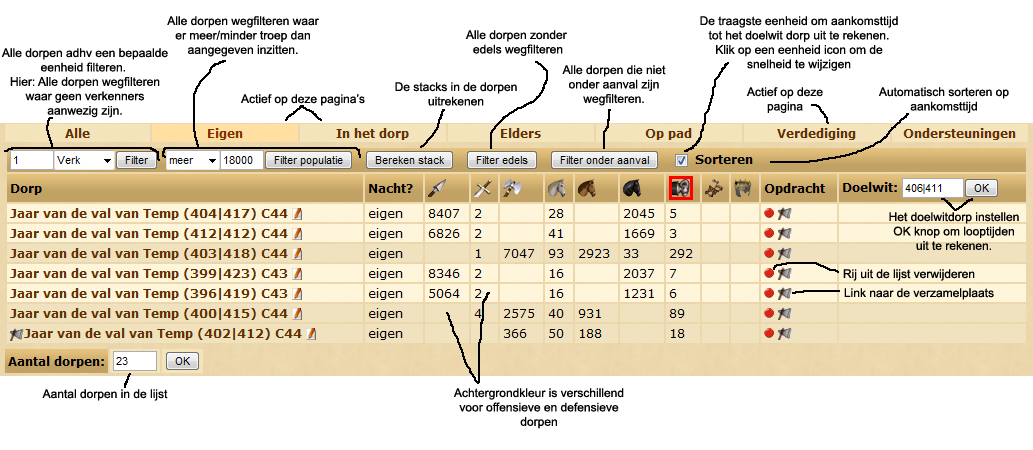 Alle dorpen wegfilteren waar
er meer/minder troep dan
aangegeven inzitten.
De traagste eenheid om aankomsttijd
tot het doelwit dorp uit te rekenen.
Klik op een eenheid icon om de
snelheid te wijzigen
Alle dorpen adhv een bepaalde
eenheid filteren.
Hier: Alle dorpen wegfilteren
waar geen verkenners
aanwezig zijn.
Alle dorpen zonder
edels wegfilteren
Alle dorpen die niet
onder aanval zijn
wegfilteren.
De stacks in de dorpen
uitrekenen
Actief op deze pagina's
Actief op deze
pagina
Automatisch sorteren op
aankomsttijd
Alle Eigen In het dorp Elders Op pad Verdediging Ondersteuningen
1 Verk Filter meer 18000 Filter populatie Bereken stack Filter edels Filter onder aanval Sorteren
Dorp Nacht? Opdracht Doelwit: 406|411 OK
Jaar van de val van Temp (404|417) C44 eigen 8407 2 28 2045 5
Jaar van de val van Temp (412|412) C44 eigen 6826 2 41 1669 3
Jaar van de val van Temp (403|418) C44 eigen 1 7047 93 2923 33 292
Jaar van de val van Temp (399|423) C43 eigen 8346 2 16 2037 7
Jaar van de val van Temp (396|419) C43 eigen 5064 2 16 1231 6
Jaar van de val van Temp (400|415) C44 eigen 4 2575 40 931 89
Jaar van de val van Temp (402|412) C44 eigen 366 50 188 18
Het doelwitdorp instellen
OK knop om looptijden
uit te rekenen.
Rij uit de lijst verwijderen
Link naar de verzamelplaats
Aantal dorpen: 23 OK
Aantal dorpen in de lijst
Achtergrondkleur is verschillend
voor offensieve en defensieve
dorpen